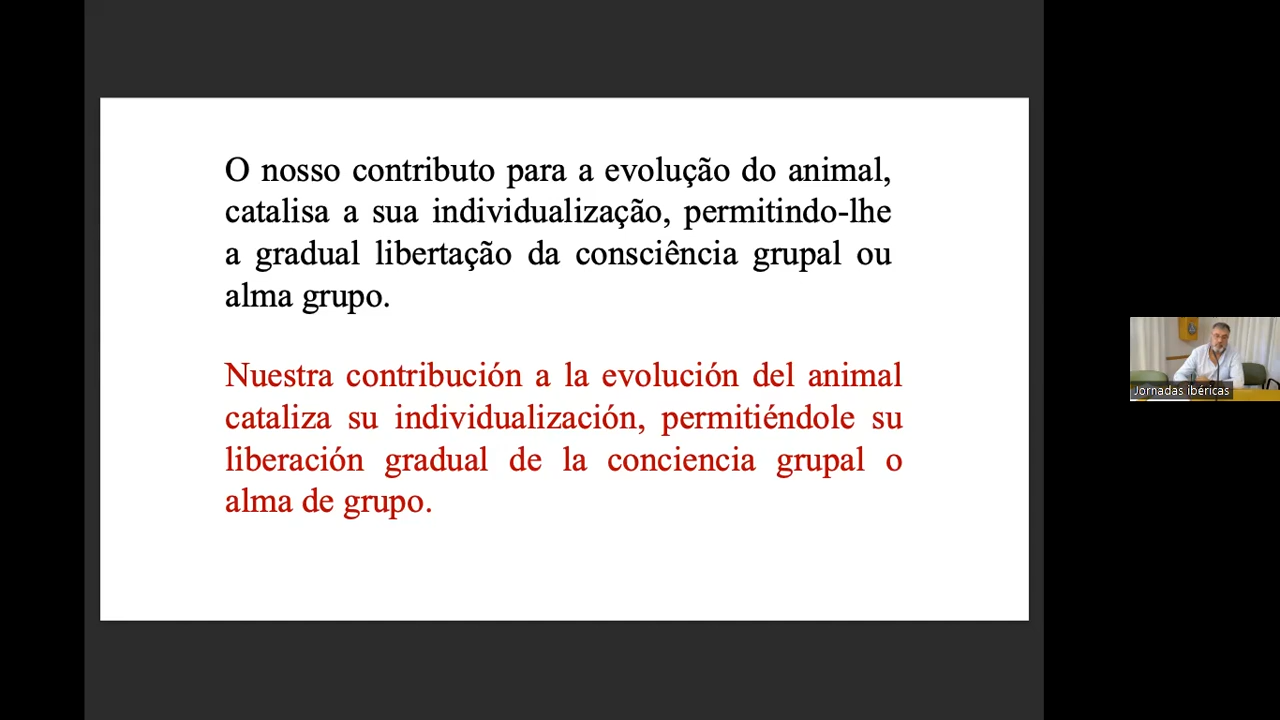 O nosso contributo para a evolução do animal,
catalisa a sua individualização, permitindo-lhe
a gradual libertação da consciência grupal ou
alma grupo.
Nuestra contribución a la evolución del animal
cataliza su individualización, permitiéndole su
liberación gradual de la conciencia grupal o
alma de grupo.
Jornadas ibéricas